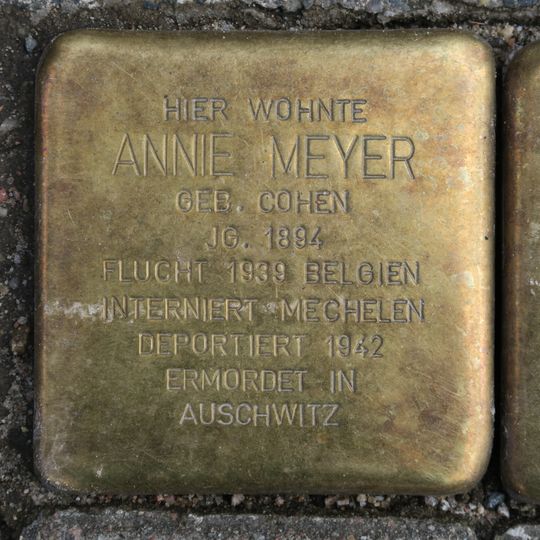 HIER WOHNTE
ANNIE MEYER
GEB. COHEN
JG. 1894
FLUCHT 1939 BELGIEN
INTERNIERT MECHELEN
DEPORTIERT 1942
ERMORDET IN
AUSCHWITZ